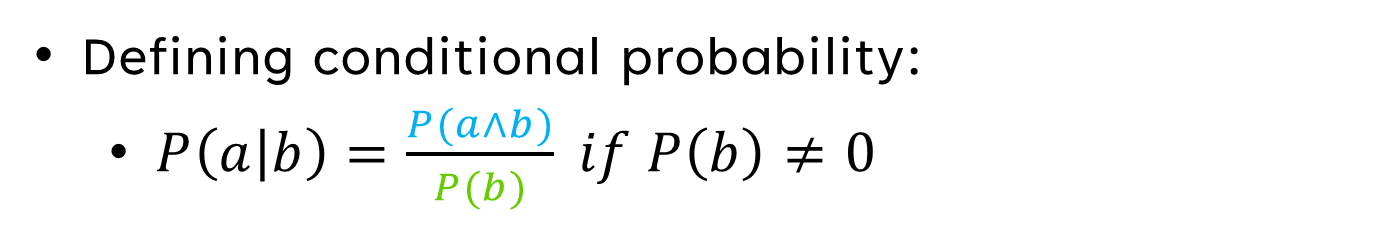 • Defining conditional probability:
• P(a|b) = P(a∧b) / P(b) if P(b) ≠ 0